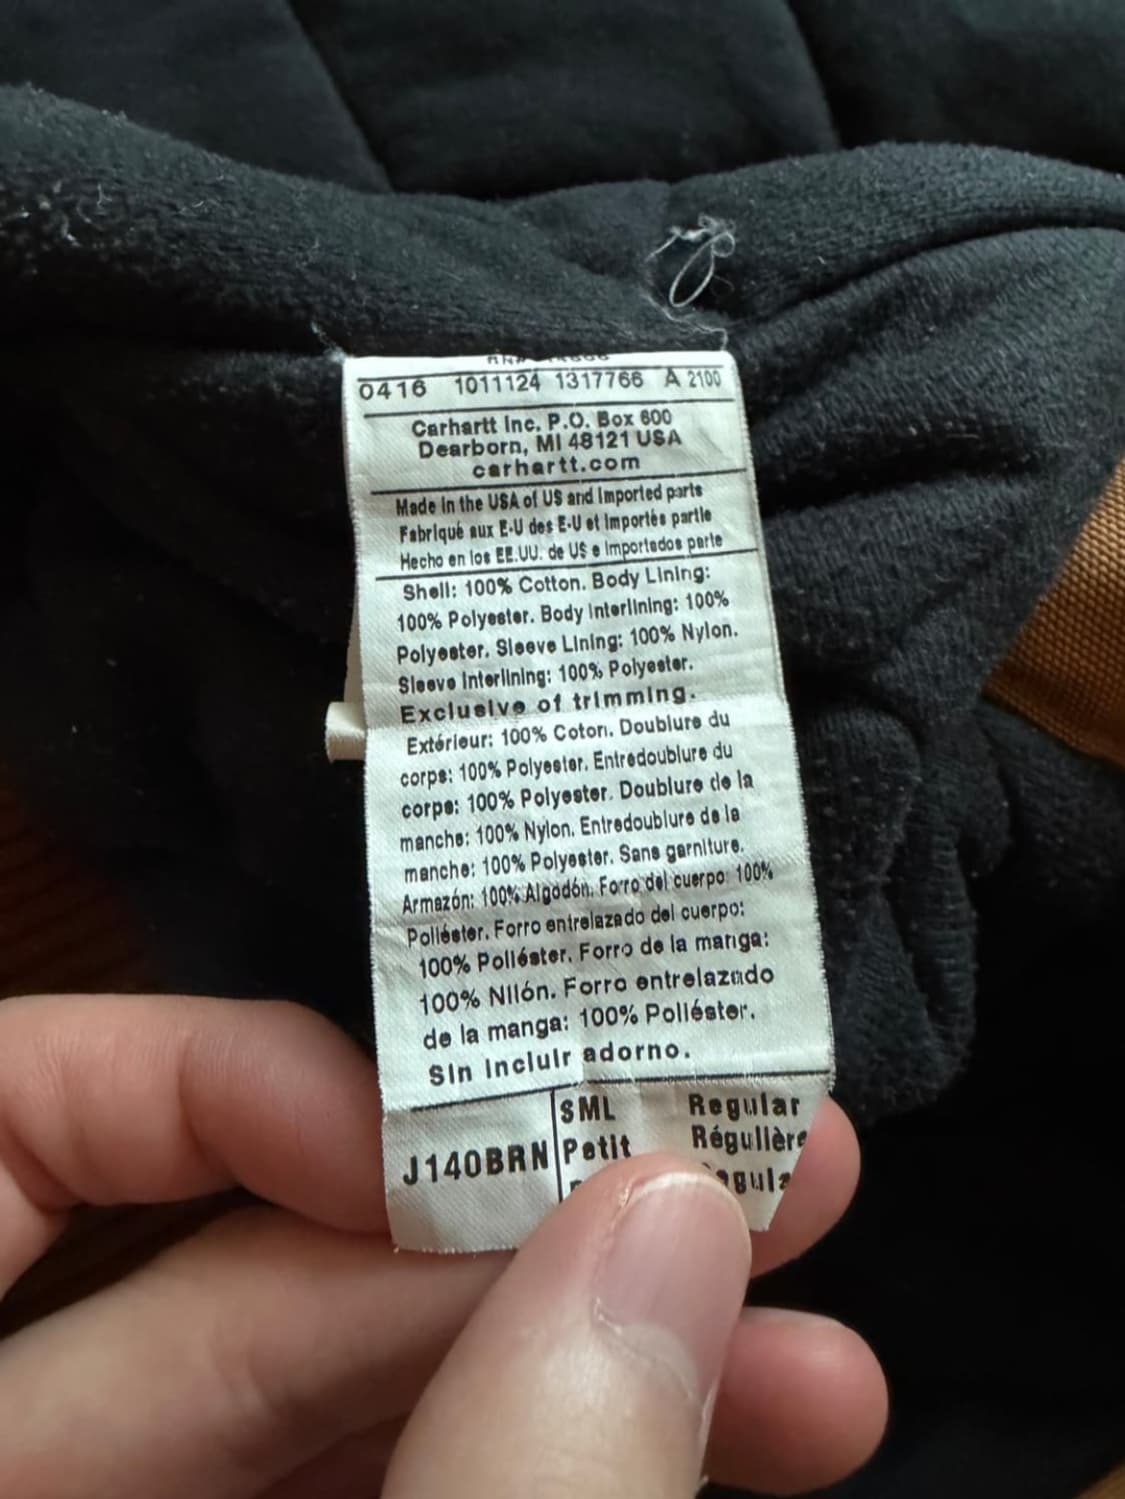 0416 1011124 1317766 A 2100
Carhartt Inc. P.O. Box 600
Dearborn, MI 48121 USA
carhartt.com
Made in the USA of US and imported parts
Fabriqué aux E-U des E-U et importés partie
Hecho en los EE.UU. de US e importados parte
Shell: 100% Cotton. Body Lining:
100% Polyester. Body Interlining: 100%
Polyester. Sleeve Lining: 100% Nylon.
Sleeve Interlining: 100% Polyester.
Exclusive of trimming.
Extérieur: 100% Coton. Doublure du
corps: 100% Polyester. Entredoublure du
corps: 100% Polyester. Doublure de la
manche: 100% Nylon. Entredoublure de la
manche: 100% Polyester. Sans garniture.
Armazón: 100% Algodón. Forro del cuerpo: 100%
Poliéster. Forro entrelazado del cuerpo:
100% Poliéster. Forro de la manga:
100% Nilón. Forro entrelazado
de la manga: 100% Poliéster.
Sin incluir adorno.
J140BRN
SML Regular
Petit Régulière